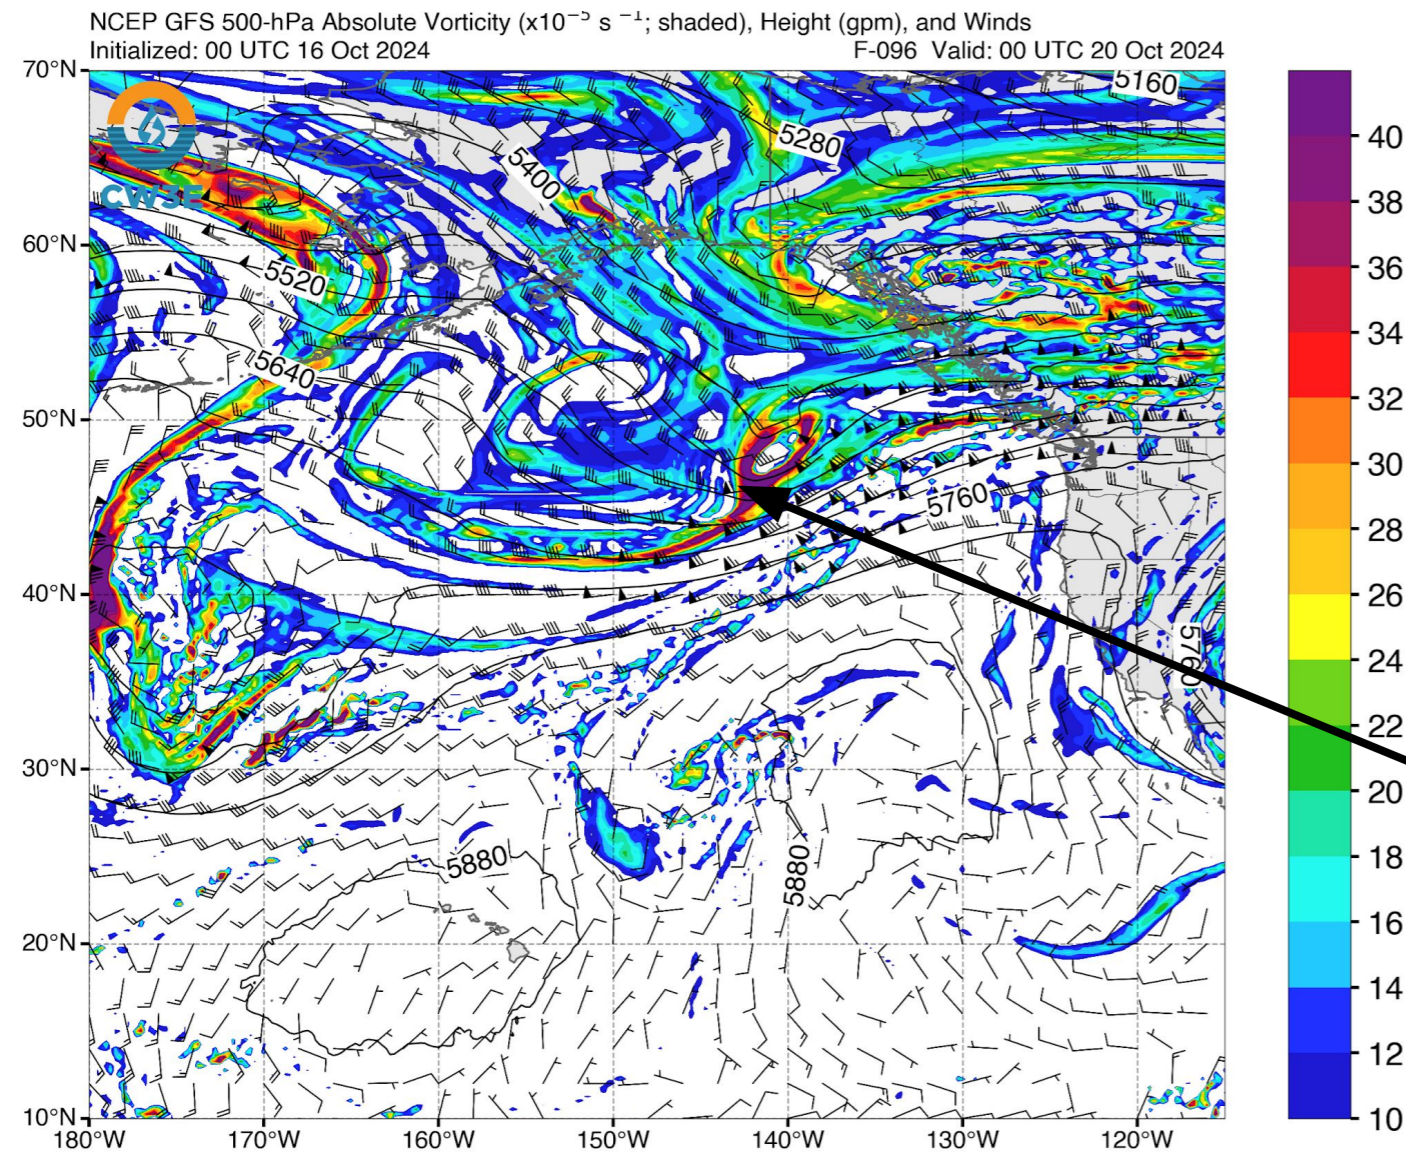 NCEP GFS 500-hPa Absolute Vorticity (x10⁻⁵ s ⁻¹; shaded), Height (gpm), and Winds
Initialized: 00 UTC 16 Oct 2024 F-096 Valid: 00 UTC 20 Oct 2024
70°N
60°N
50°N
40°N
30°N
20°N
10°N
CW3E
5160
5280
5400
5520
5640
5760
5760
5880
5880
180°W 170°W 160°W 150°W 140°W 130°W 120°W
40
38
36
34
32
30
28
26
24
22
20
18
16
14
12
10